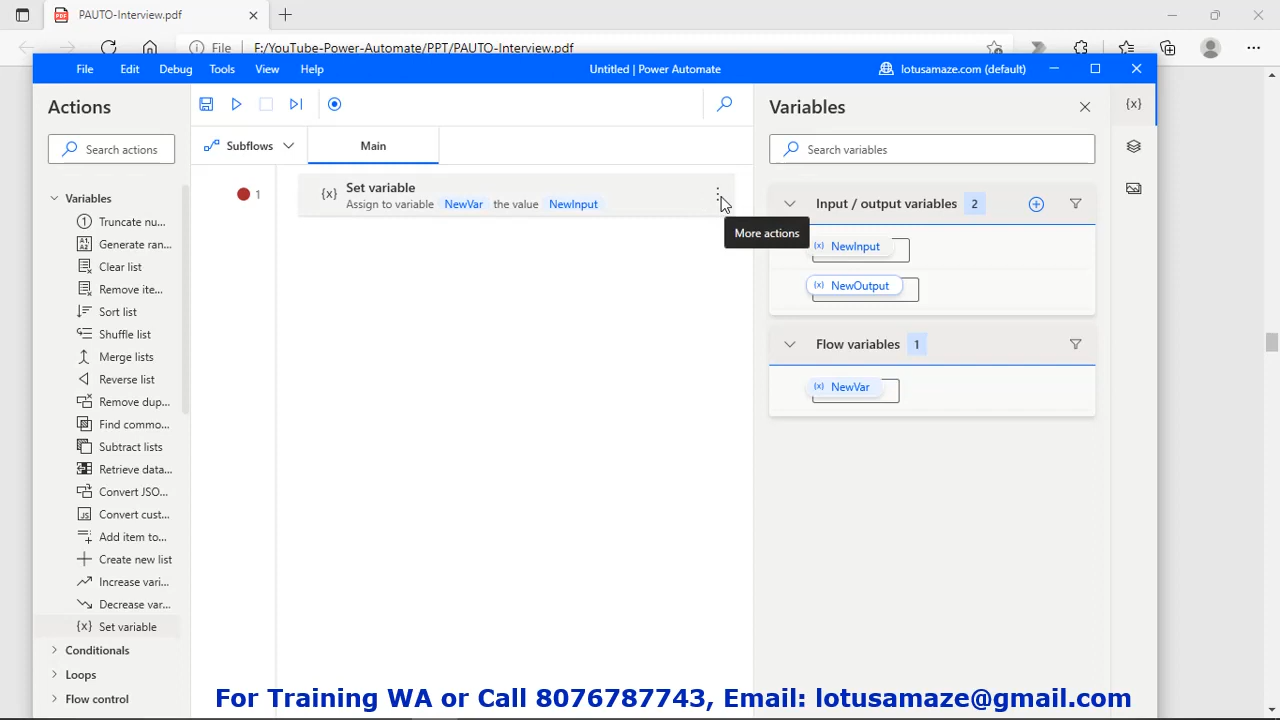 PAUTO-Interview.pdf
File
F:/YouTube-Power-Automate/PPT/PAUTO-Interview.pdf
File Edit Debug Tools View Help
Untitled | Power Automate
lotusamaze.com (default)
Actions
Search actions
Variables
Truncate nu...
Generate ran...
Clear list
Remove ite...
Sort list
Shuffle list
Merge lists
Reverse list
Remove dup...
Find commo...
Subtract lists
Retrieve data...
Convert JSO...
Convert cust...
Add item to...
Create new list
Increase vari...
Decrease var...
Set variable
Conditionals
Loops
Flow control
Subflows
Main
1
Set variable
Assign to variable NewVar the value NewInput
More actions
Variables
{x}
Search variables
Input / output variables 2
(x) NewInput
(x) NewOutput
Flow variables 1
(x) NewVar
For Training WA or Call 8076787743, Email: lotusamaze@gmail.com